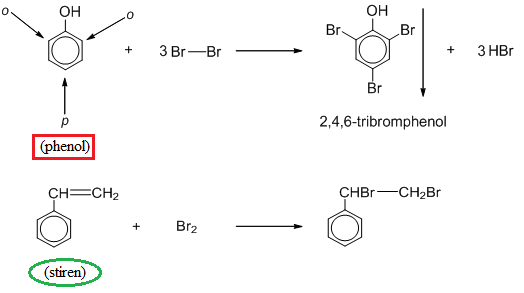 o
OH
o
+
3 Br—Br
OH
Br
Br
Br
+
3 HBr
p
2,4,6-tribromphenol
(phenol)
CH=CH₂
+
Br₂
CHBr—CH₂Br
(stiren)